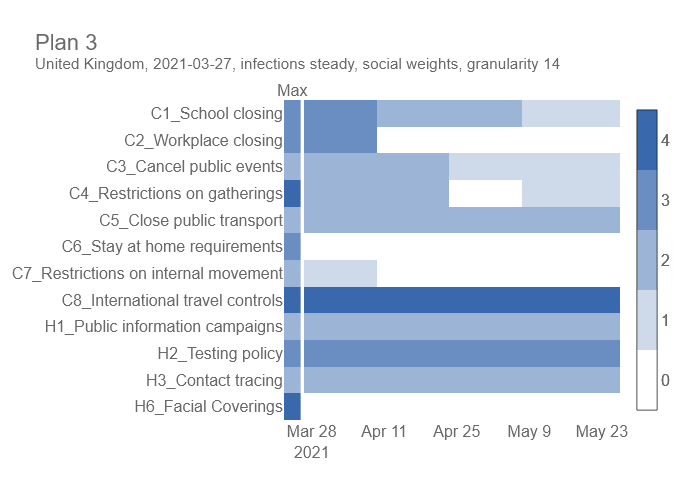 Plan 3
United Kingdom, 2021-03-27, infections steady, social weights, granularity 14
Max
C1_School closing
C2_Workplace closing
C3_Cancel public events
C4_Restrictions on gatherings
C5_Close public transport
C6_Stay at home requirements
C7_Restrictions on internal movement
C8_International travel controls
H1_Public information campaigns
H2_Testing policy
H3_Contact tracing
H6_Facial Coverings
4
3
2
1
0
Mar 28 Apr 11 Apr 25 May 9 May 23
2021